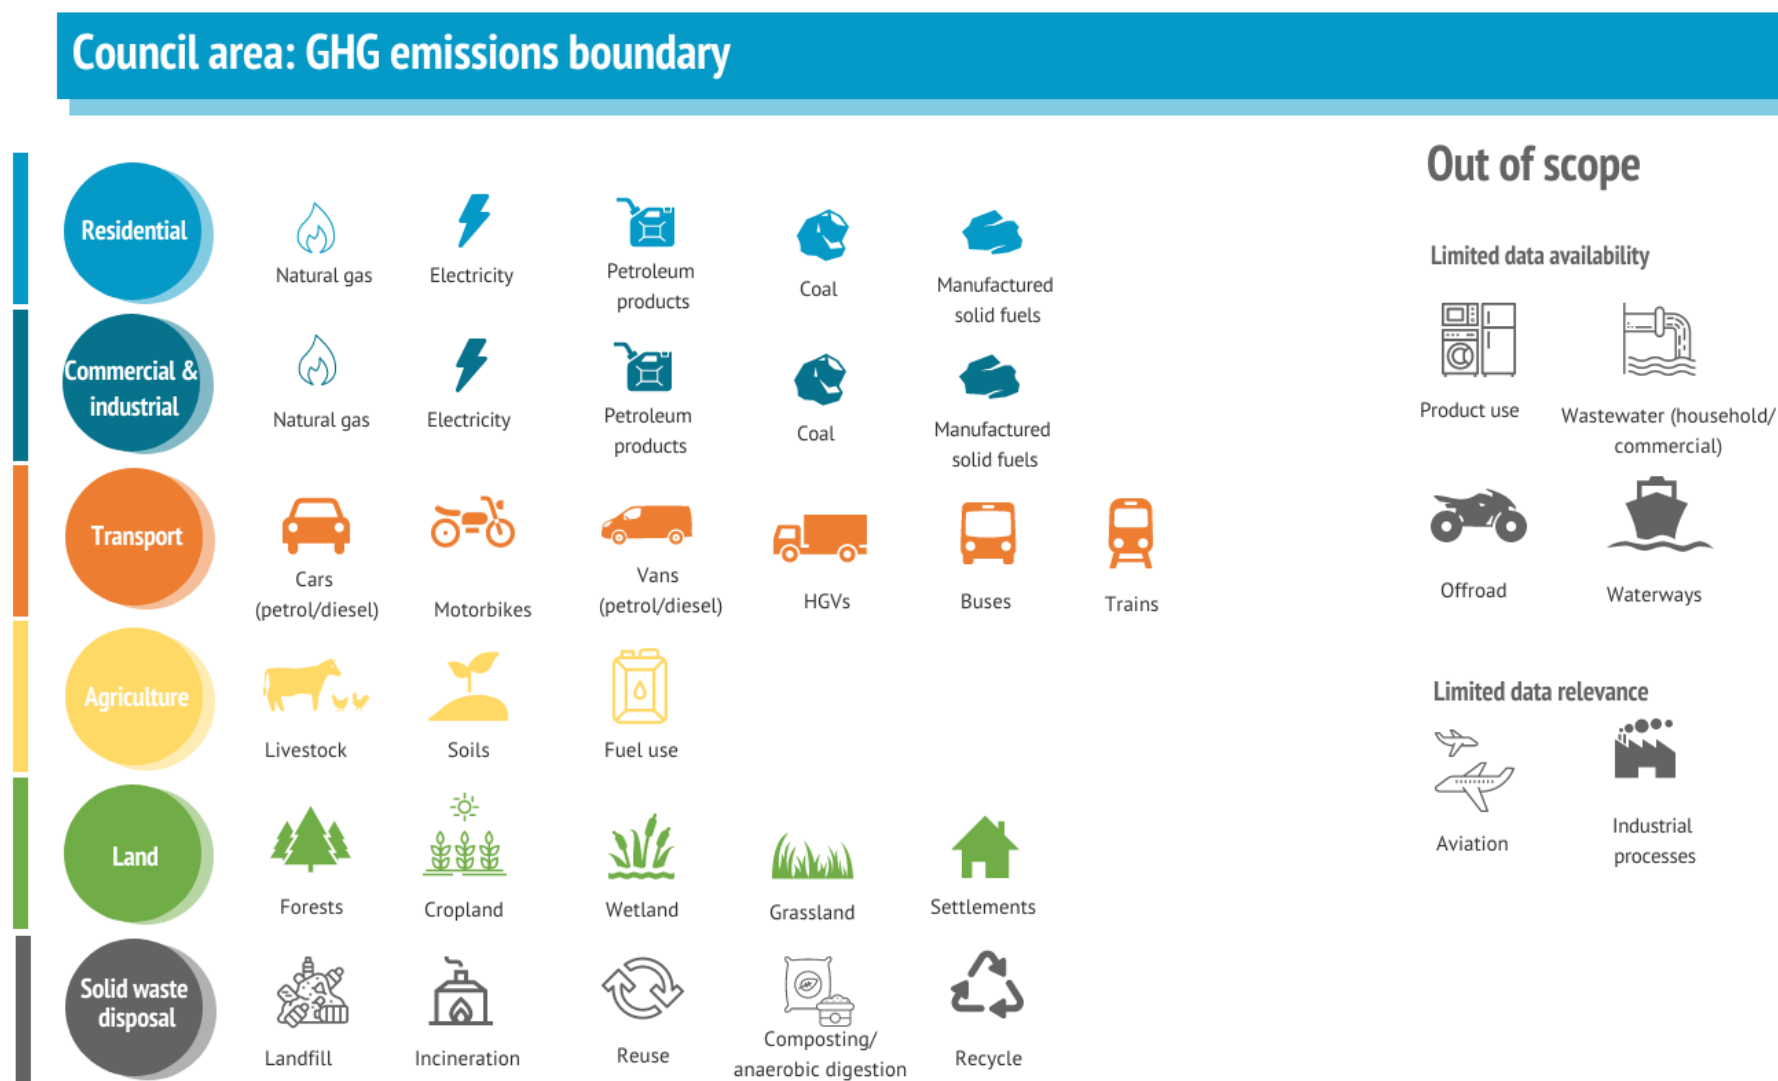 Council area: GHG emissions boundary
Residential
Natural gas
Electricity
Petroleum
products
Coal
Manufactured
solid fuels
Commercial &
industrial
Natural gas
Electricity
Petroleum
products
Coal
Manufactured
solid fuels
Transport
Cars
(petrol/diesel)
Motorbikes
Vans
(petrol/diesel)
HGVs
Buses
Trains
Agriculture
Livestock
Soils
Fuel use
Land
Forests
Cropland
Wetland
Grassland
Settlements
Solid waste
disposal
Landfill
Incineration
Reuse
Composting/
anaerobic digestion
Recycle
Out of scope
Limited data availability
Product use
Wastewater (household/
commercial)
Offroad
Waterways
Limited data relevance
Aviation
Industrial
processes